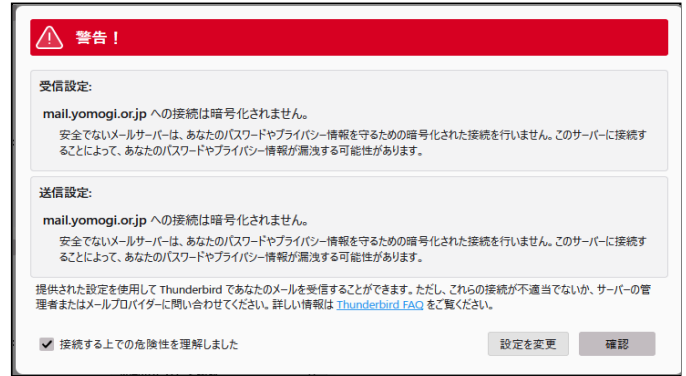 警告！
受信設定:
mail.yomogi.or.jp への接続は暗号化されません。
安全でないメールサーバーは、あなたのパスワードやプライバシー情報を守るための暗号化された接続を行いません。このサーバーに接続す
ることによって、あなたのパスワードやプライバシー情報が漏洩する可能性があります。
送信設定:
mail.yomogi.or.jp への接続は暗号化されません。
安全でないメールサーバーは、あなたのパスワードやプライバシー情報を守るための暗号化された接続を行いません。このサーバーに接続す
ることによって、あなたのパスワードやプライバシー情報が漏洩する可能性があります。
提供された設定を使用して Thunderbird であなたのメールを受信することができます。ただし、これらの接続が不適当でないか、サーバーの管
理者またはメールプロバイダーに問い合わせてください。詳しい情報は Thunderbird FAQ をご覧ください。
接続する上での危険性を理解しました 設定を変更 確認